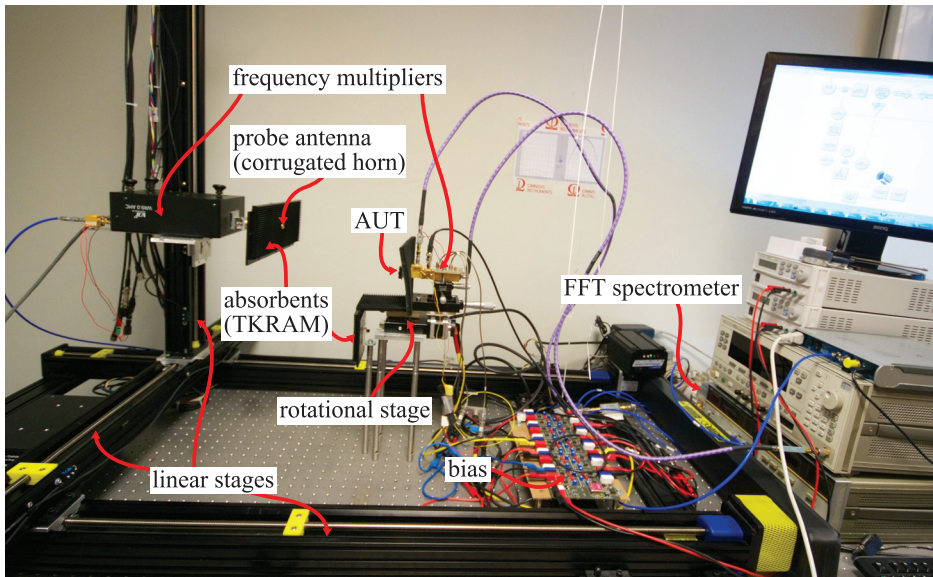 frequency multipliers
probe antenna
(corrugated horn)
AUT
absorbents
(TKRAM)
FFT spectrometer
rotational stage
bias
linear stages